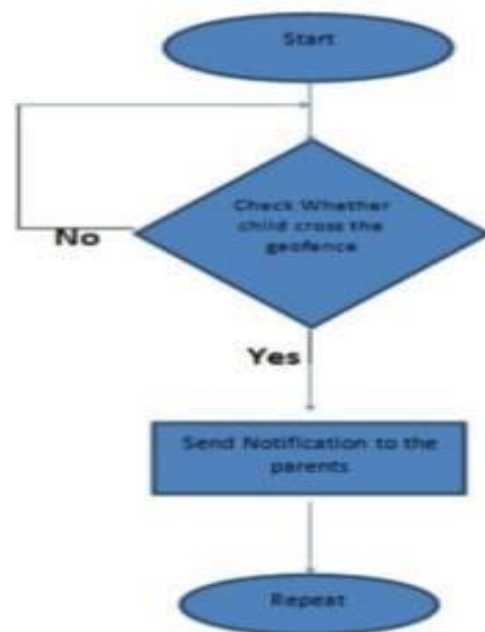 Start
Check Whether
child cross the
geofence
No
Yes
Send Notification to the
parents
Repeat